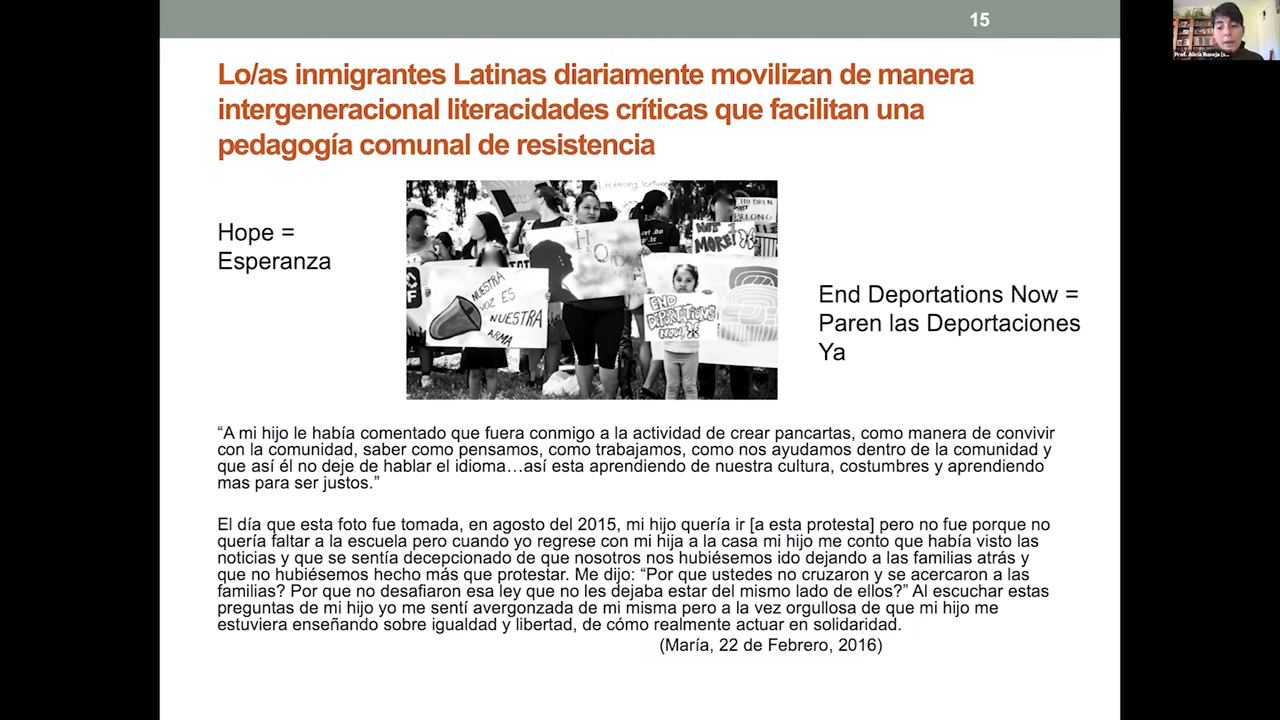 15
Prof. Alicia Rusoja (s...
Lo/as inmigrantes Latinas diariamente movilizan de manera
intergeneracional literacidades críticas que facilitan una
pedagogía comunal de resistencia
Hope =
Esperanza
NUESTRA
VOZ ES
NUESTRA
ARMA
HOP
END
DEPORTATIONS
NOW!
NOT 1
MORE!
CHILDREN
BELONG
End Deportations Now =
Paren las Deportaciones
Ya
“A mi hijo le había comentado que fuera conmigo a la actividad de crear pancartas, como manera de convivir
con la comunidad, saber como pensamos, como trabajamos, como nos ayudamos dentro de la comunidad y
que así él no deje de hablar el idioma…así esta aprendiendo de nuestra cultura, costumbres y aprendiendo
mas para ser justos.”
El día que esta foto fue tomada, en agosto del 2015, mi hijo quería ir [a esta protesta] pero no fue porque no
quería faltar a la escuela pero cuando yo regrese con mi hija a la casa mi hijo me conto que había visto las
noticias y que se sentía decepcionado de que nosotros nos hubiésemos ido dejando a las familias atrás y
que no hubiésemos hecho más que protestar. Me dijo: “Por que ustedes no cruzaron y se acercaron a las
familias? Por que no desafiaron esa ley que no les dejaba estar del mismo lado de ellos?” Al escuchar estas
preguntas de mi hijo yo me sentí avergonzada de mi misma pero a la vez orgullosa de que mi hijo me
estuviera enseñando sobre igualdad y libertad, de cómo realmente actuar en solidaridad.
(María, 22 de Febrero, 2016)